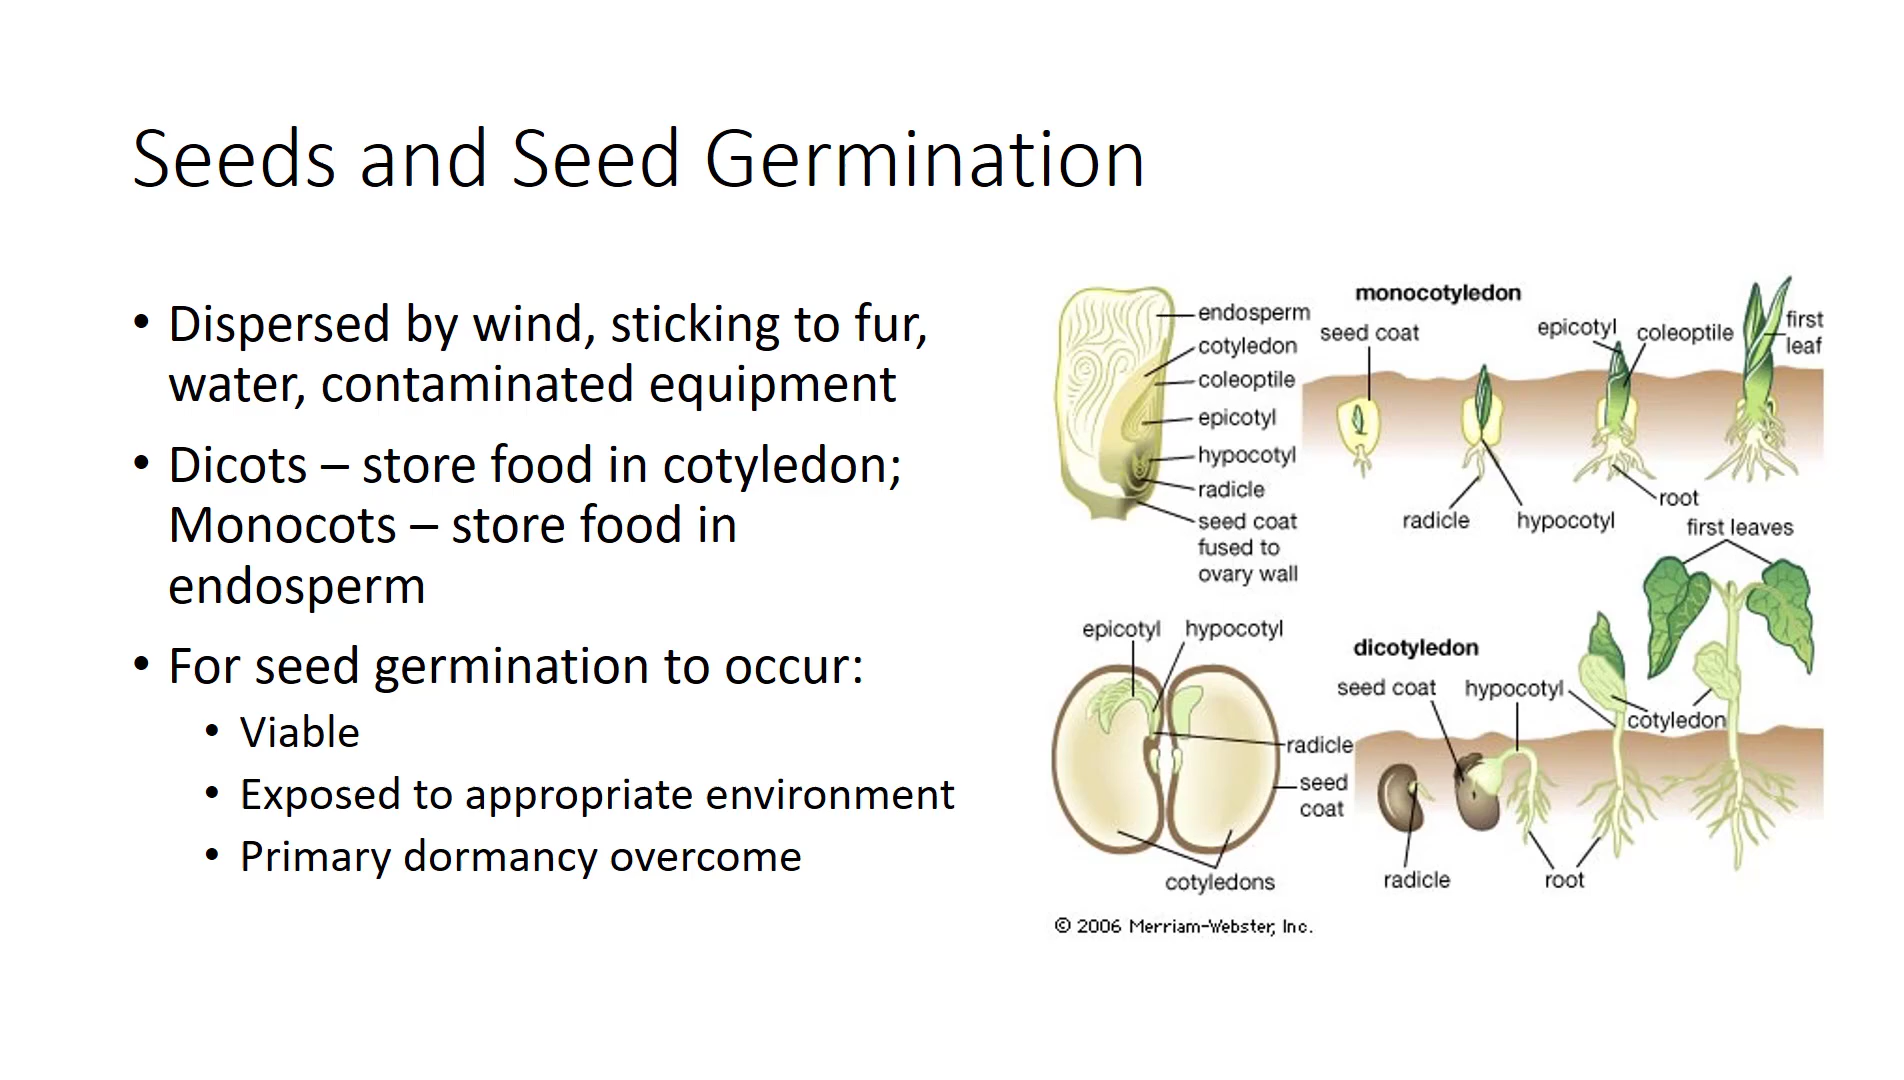 Seeds and Seed Germination
• Dispersed by wind, sticking to fur,
water, contaminated equipment
• Dicots – store food in cotyledon;
Monocots – store food in
endosperm
• For seed germination to occur:
• Viable
• Exposed to appropriate environment
• Primary dormancy overcome
endosperm
cotyledon
coleoptile
epicotyl
hypocotyl
radicle
seed coat
fused to
ovary wall
monocotyledon
seed coat
epicotyl
coleoptile
first
leaf
radicle
hypocotyl
root
epicotyl
hypocotyl
radicle
seed
coat
cotyledons
first leaves
dicotyledon
seed coat
hypocotyl
cotyledon
radicle
root
© 2006 Merriam-Webster, Inc.